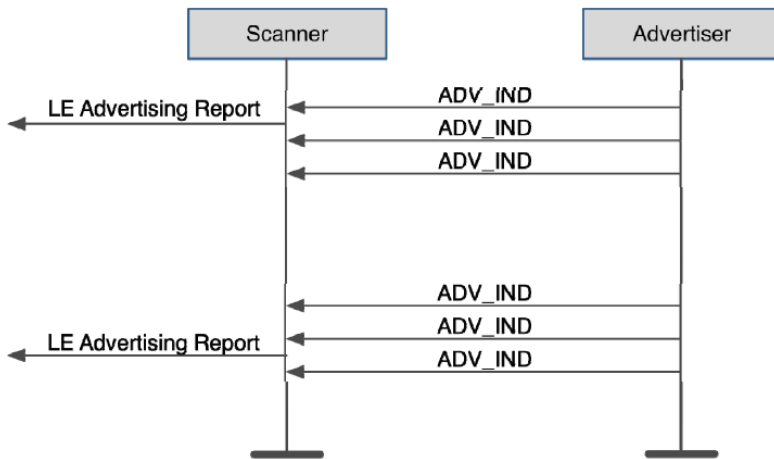 Scanner
Advertiser
ADV_IND
LE Advertising Report
ADV_IND
ADV_IND
ADV_IND
ADV_IND
LE Advertising Report
ADV_IND